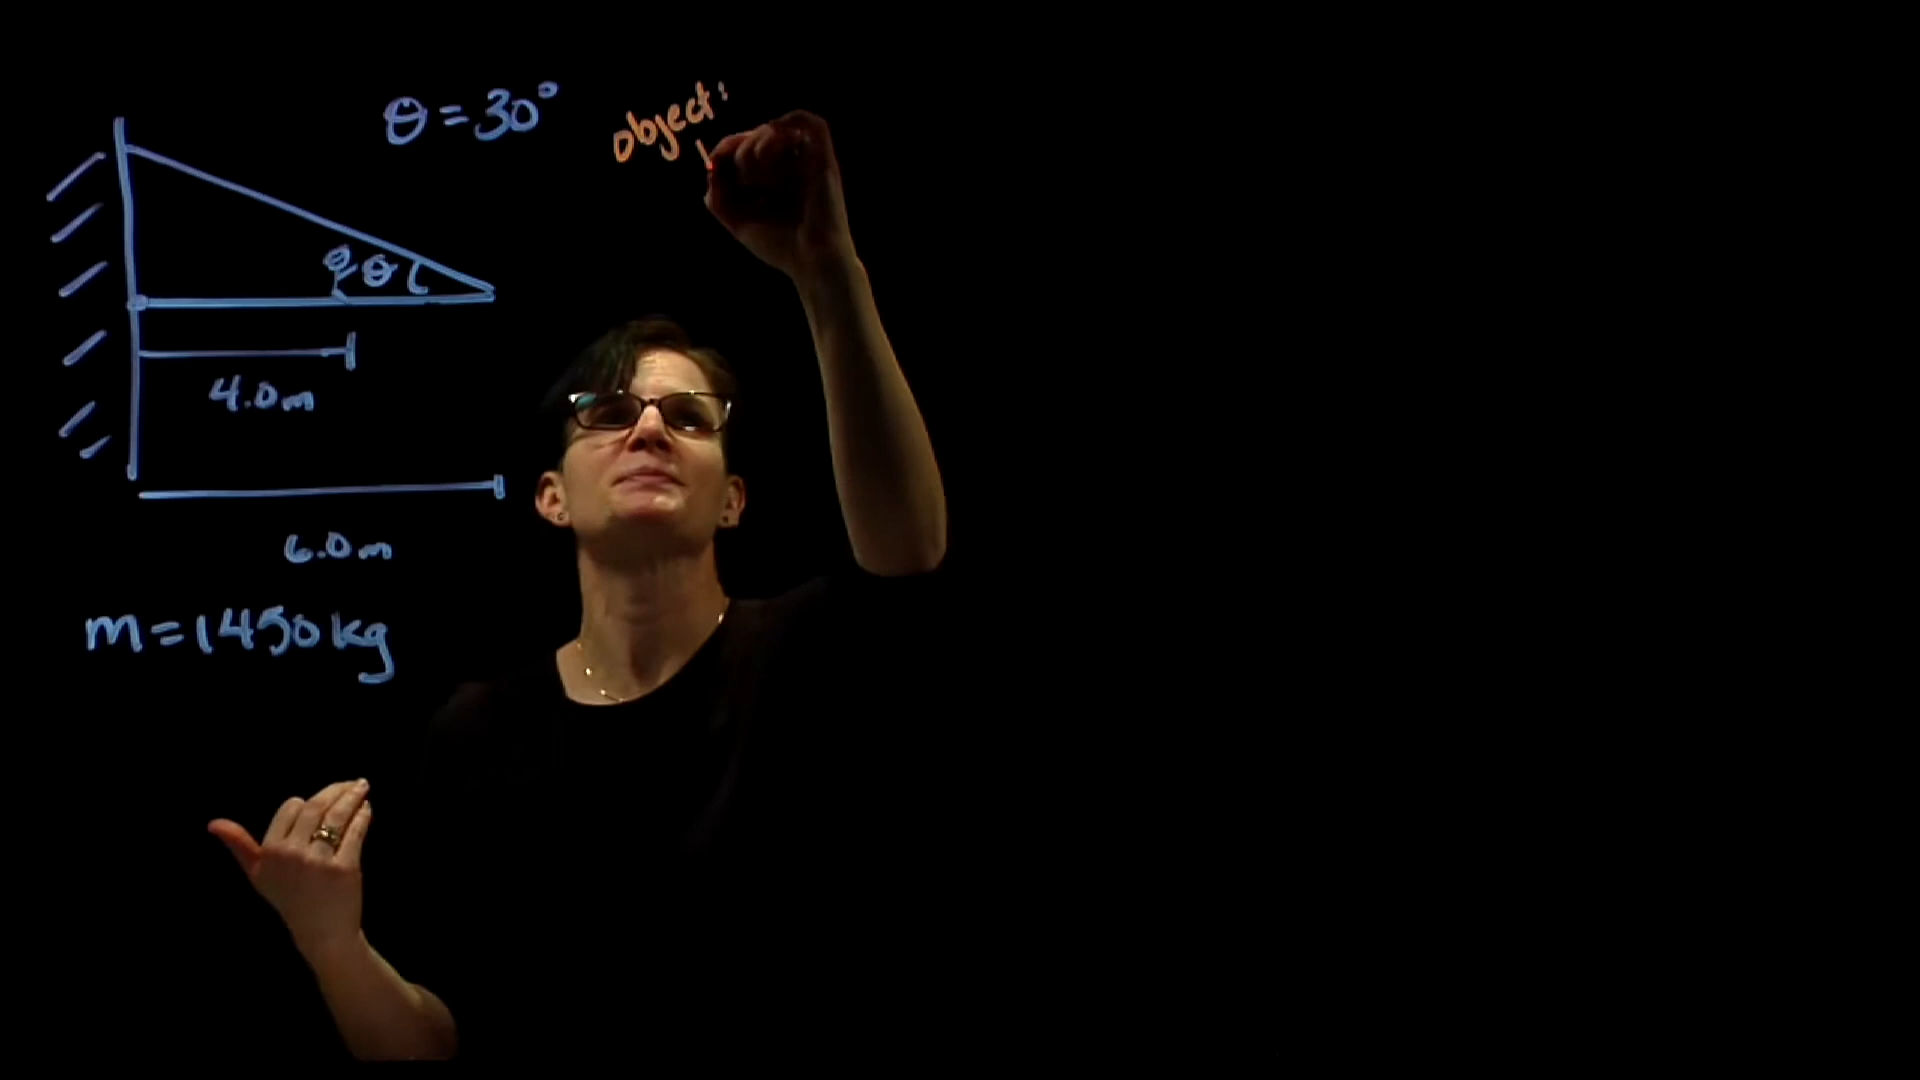 θ = 30°
object:
θ
4.0m
6.0m
m = 1450 kg